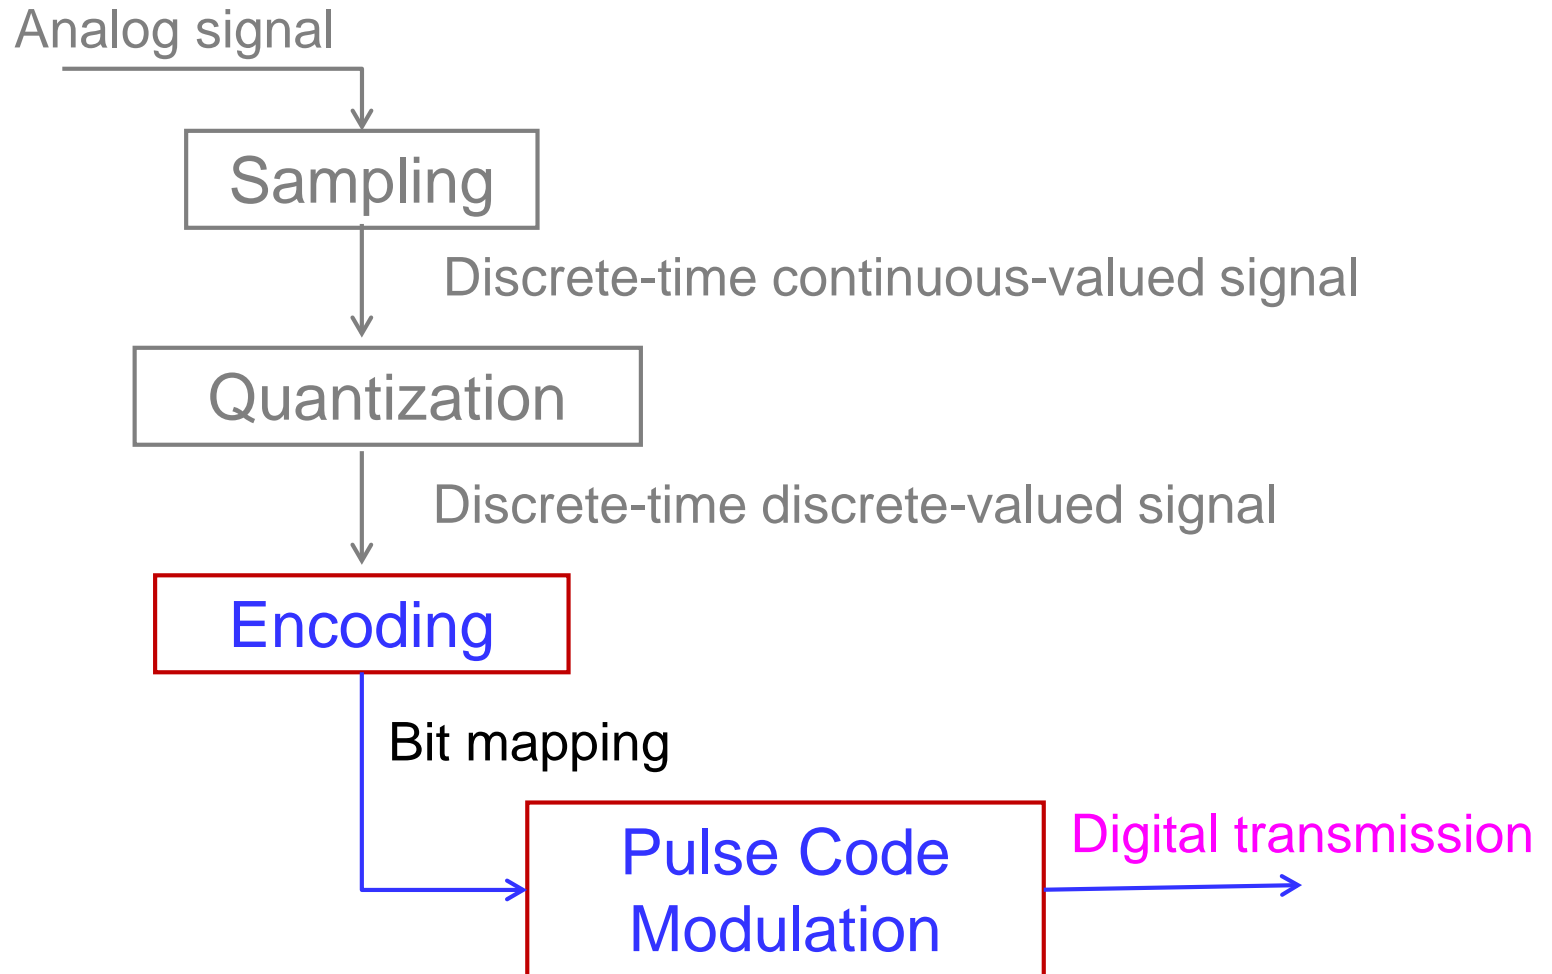 Analog signal
Sampling
Discrete-time continuous-valued signal
Quantization
Discrete-time discrete-valued signal
Encoding
Bit mapping
Pulse Code
Modulation
Digital transmission